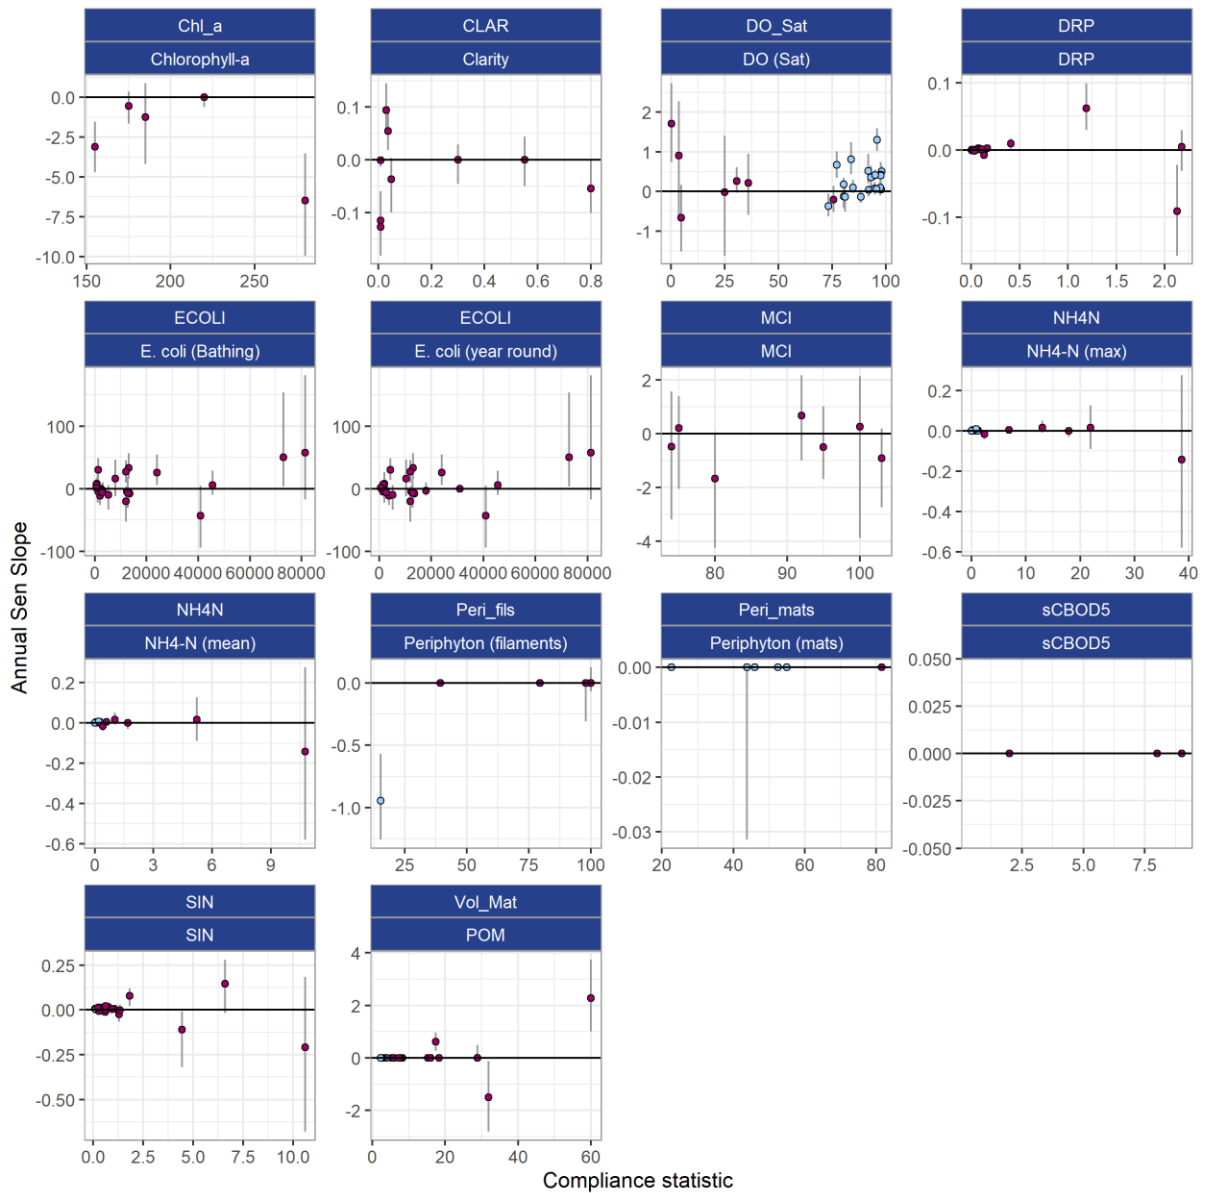 Chl_a
Chlorophyll-a
0.0
-2.5
-5.0
-7.5
-10.0
150 200 250
CLAR
Clarity
0.1
0.0
-0.1
0.0 0.2 0.4 0.6 0.8
DO_Sat
DO (Sat)
2
1
0
-1
0 25 50 75 100
DRP
DRP
0.1
0.0
-0.1
0.0 0.5 1.0 1.5 2.0
ECOLI
E. coli (Bathing)
100
0
-100
0 20000 40000 60000 80000
ECOLI
E. coli (year round)
100
0
-100
0 20000 40000 60000 80000
MCI
MCI
2
0
-2
-4
80 90 100
NH4N
NH4-N (max)
0.2
0.0
-0.2
-0.4
-0.6
0 10 20 30 40
NH4N
NH4-N (mean)
0.2
0.0
-0.2
-0.4
-0.6
0 3 6 9
Peri_fils
Periphyton (filaments)
0.0
-0.5
-1.0
25 50 75 100
Peri_mats
Periphyton (mats)
0.00
-0.01
-0.02
-0.03
20 40 60 80
sCBOD5
sCBOD5
0.050
0.025
0.000
-0.025
-0.050
2.5 5.0 7.5
SIN
SIN
0.25
0.00
-0.25
-0.50
0.0 2.5 5.0 7.5 10.0
Vol_Mat
POM
4
2
0
-2
0 20 40 60
Annual Sen Slope
Compliance statistic